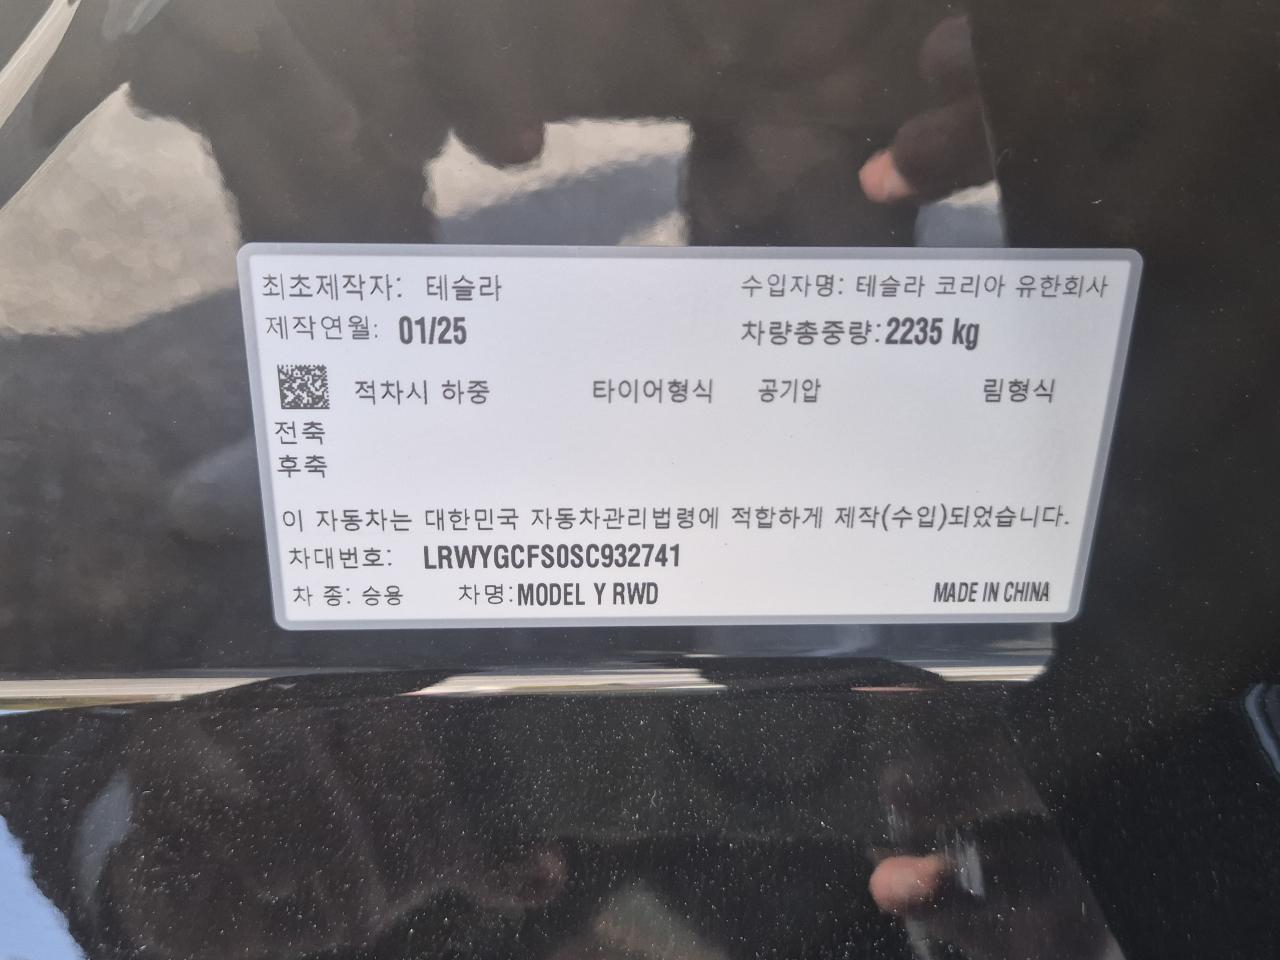 최초제작자: 테슬라 수입자명: 테슬라 코리아 유한회사
제작연월: 01/25 차량총중량: 2235 kg
적차시 하중 타이어형식 공기압 림형식
전축
후축
이 자동차는 대한민국 자동차관리법령에 적합하게 제작(수입)되었습니다.
차대번호: LRWYGCFS0SC932741
차 종: 승용 차명: MODEL Y RWD MADE IN CHINA